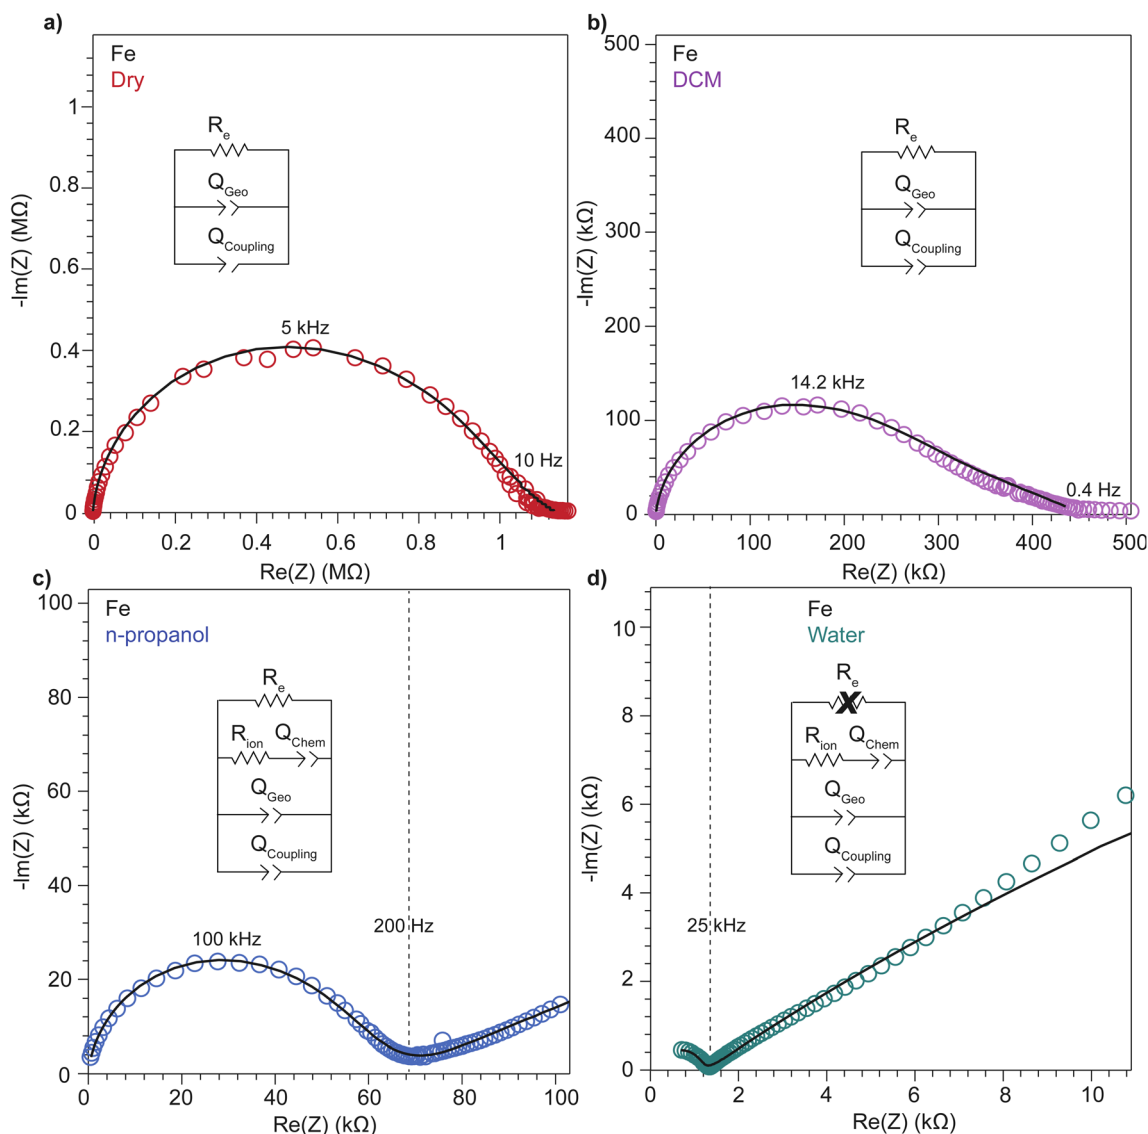 a)
Fe
Dry
R_e
Q_Geo
Q_Coupling
5 kHz
10 Hz
1
0.8
0.6
0.4
0.2
0
-Im(Z) (MΩ)
0 0.2 0.4 0.6 0.8 1
Re(Z) (MΩ)
b)
Fe
DCM
R_e
Q_Geo
Q_Coupling
14.2 kHz
0.4 Hz
500
400
300
200
100
0
-Im(Z) (kΩ)
0 100 200 300 400 500
Re(Z) (kΩ)
c)
Fe
n-propanol
R_e
R_ion Q_Chem
Q_Geo
Q_Coupling
100 kHz
200 Hz
100
80
60
40
20
0
-Im(Z) (kΩ)
0 20 40 60 80 100
Re(Z) (kΩ)
d)
Fe
Water
R_e
X
R_ion Q_Chem
Q_Geo
Q_Coupling
25 kHz
10
8
6
4
2
0
-Im(Z) (kΩ)
0 2 4 6 8 10
Re(Z) (kΩ)